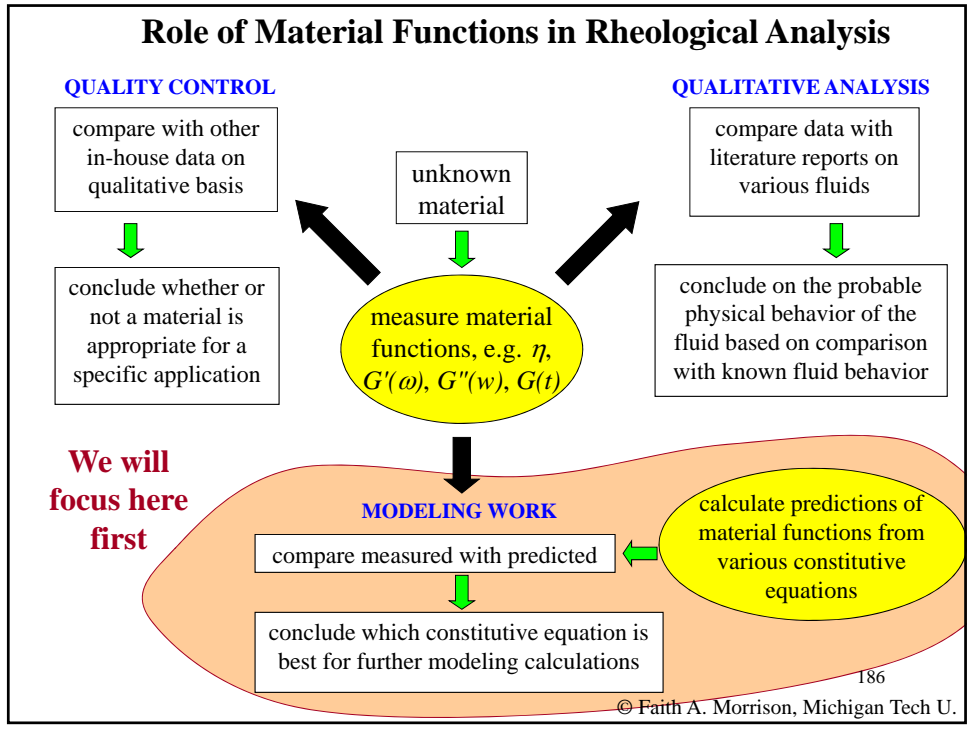 Role of Material Functions in Rheological Analysis
QUALITY CONTROL
compare with other
in-house data on
qualitative basis
conclude whether or
not a material is
appropriate for a
specific application
unknown
material
measure material
functions, e.g. η,
G'(ω), G"(w), G(t)
QUALITATIVE ANALYSIS
compare data with
literature reports on
various fluids
conclude on the probable
physical behavior of the
fluid based on comparison
with known fluid behavior
We will
focus here
first
MODELING WORK
compare measured with predicted
conclude which constitutive equation is
best for further modeling calculations
calculate predictions of
material functions from
various constitutive
equations
186
© Faith A. Morrison, Michigan Tech U.